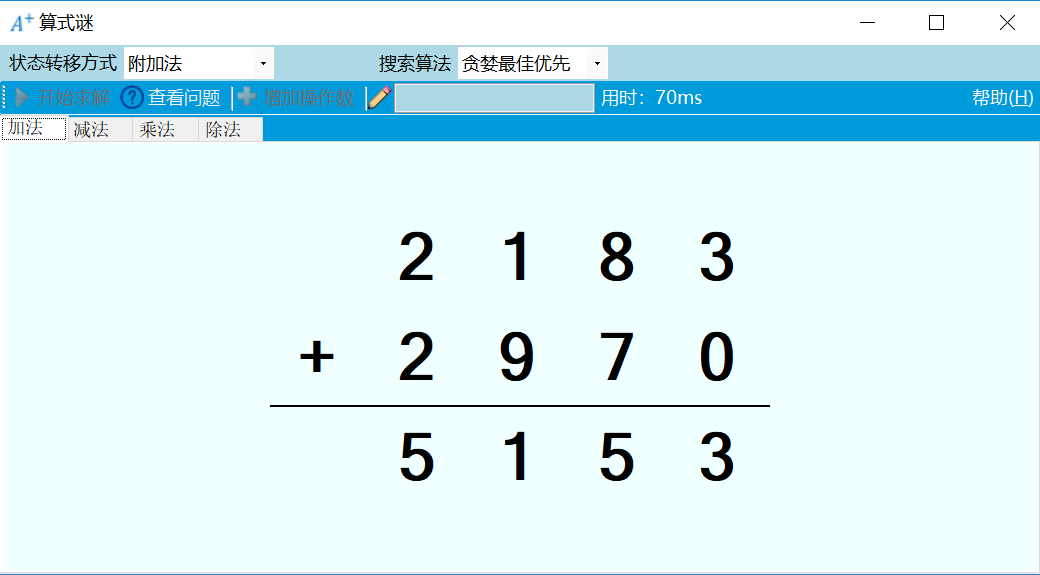 A+ 算式谜
状态转移方式 附加法 搜索算法 贪婪最佳优先
开始求解 ? 查看问题 增加操作数 用时：70ms 帮助(H)
加法 减法 乘法 除法
2 1 8 3
+ 2 9 7 0
5 1 5 3